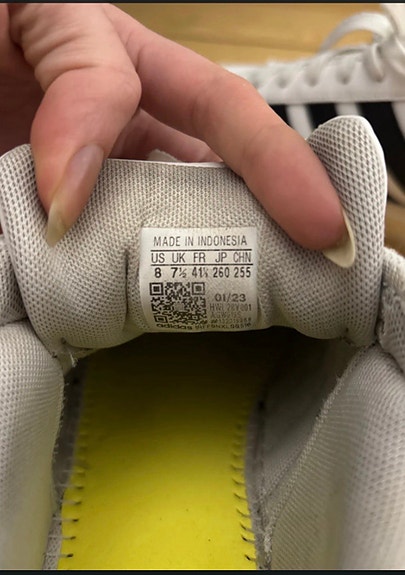 MADE IN INDONESIA
US UK FR JP CHN
8 7½ 41⅓ 260 255
01/23
adidas